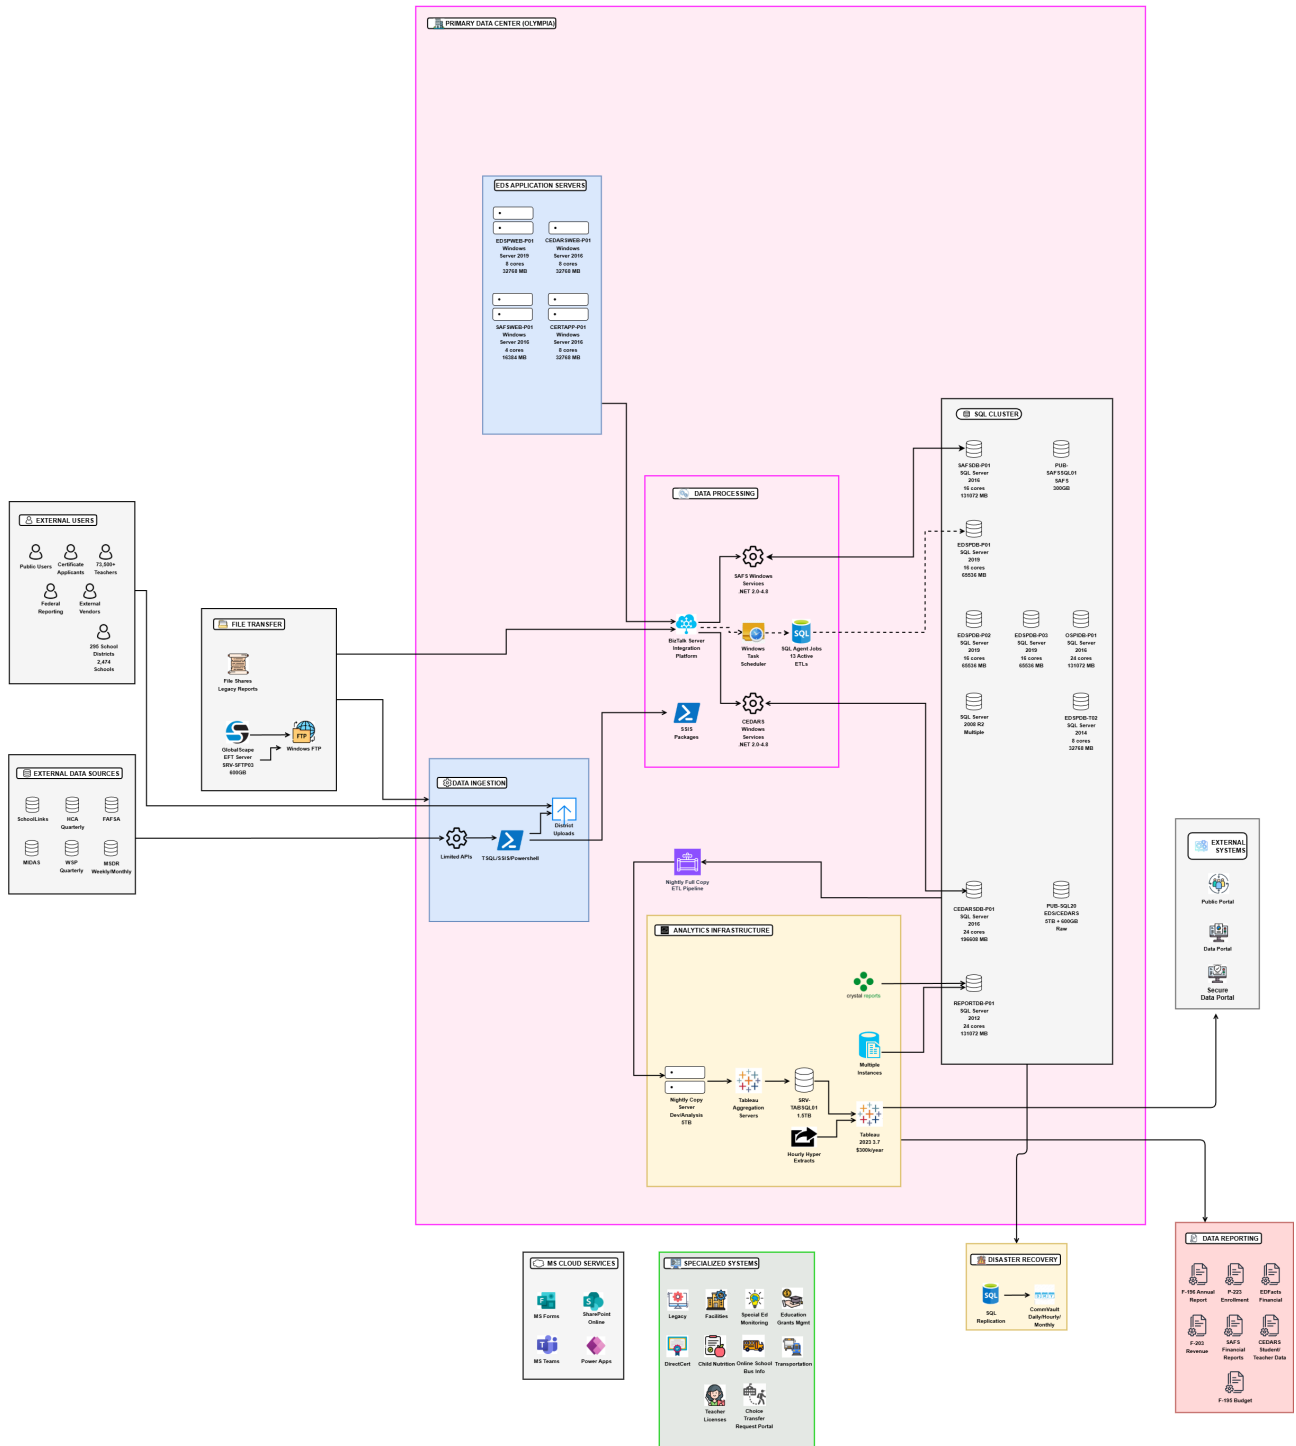 PRIMARY DATA CENTER (OLYMPIA)
EDS APPLICATION SERVERS
EDSPWEB-P01
Windows
Server 2019
8 cores
32768 MB
CEDARSWEB-P01
Windows
Server 2016
8 cores
32768 MB
SAFSWEB-P01
Windows
Server 2016
4 cores
16384 MB
CERTAPP-P01
Windows
Server 2016
8 cores
32768 MB
SQL CLUSTER
SAFSDB-P01
SQL Server
2016
16 cores
131072 MB
PUB-
SAFSSQL01
SAFS
300GB
EDSPDB-P01
SQL Server
2019
16 cores
65536 MB
EDSPDB-P02
SQL Server
2019
16 cores
65536 MB
EDSPDB-P03
SQL Server
2019
16 cores
65536 MB
OSPIDB-P01
SQL Server
2016
24 cores
131072 MB
SQL Server
2008 R2
Multiple
EDSPDB-T02
SQL Server
2014
8 cores
32768 MB
CEDARSDB-P01
SQL Server
2016
24 cores
196608 MB
PUB-SQL20
EDS/CEDARS
5TB + 600GB
Raw
REPORTDB-P01
SQL Server
2012
24 cores
131072 MB
DATA PROCESSING
SAFS Windows
Services
.NET 2.0-4.8
BizTalk Server
Integration
Platform
Windows
Task
Scheduler
SQL
SQL Agent Jobs
13 Active
ETLs
SSIS
Packages
CEDARS
Windows
Services
.NET 2.0-4.8
EXTERNAL USERS
Public Users
Certificate
Applicants
73,500+
Teachers
Federal
Reporting
External
Vendors
295 School
Districts
2,474
Schools
FILE TRANSFER
File Shares
Legacy Reports
GlobalScape
EFT Server
SRV-SFTP03
600GB
FTP
Windows FTP
EXTERNAL DATA SOURCES
SchoolLinks
HCA
Quarterly
FAFSA
MIDAS
WSP
Quarterly
MSDR
Weekly/Monthly
DATA INGESTION
District
Uploads
Limited APIs
TSQL/SSIS/Powershell
Nightly Full Copy
ETL Pipeline
ANALYTICS INFRASTRUCTURE
crystal reports
Multiple
Instances
Nightly Copy
Server
Dev/Analysis
5TB
Tableau
Aggregation
Servers
SRV-
TABSQL01
1.5TB
Hourly Hyper
Extracts
Tableau
2023 3.7
$300k/year
EXTERNAL
SYSTEMS
Public Portal
Data Portal
Secure
Data Portal
DATA REPORTING
F-196 Annual
Report
P-223
Enrollment
EDFacts
Financial
F-203
Revenue
SAFS
Financial
Reports
CEDARS
Student/
Teacher Data
F-195 Budget
DISASTER RECOVERY
SQL
SQL
Replication
CommVault
Daily/Hourly/
Monthly
MS CLOUD SERVICES
MS Forms
SharePoint
Online
MS Teams
Power Apps
SPECIALIZED SYSTEMS
Legacy
Facilities
Special Ed
Monitoring
Education
Grants Mgmt
DirectCert
Child Nutrition
Online School
Bus Info
Transportation
Teacher
Licenses
Choice
Transfer
Request Portal